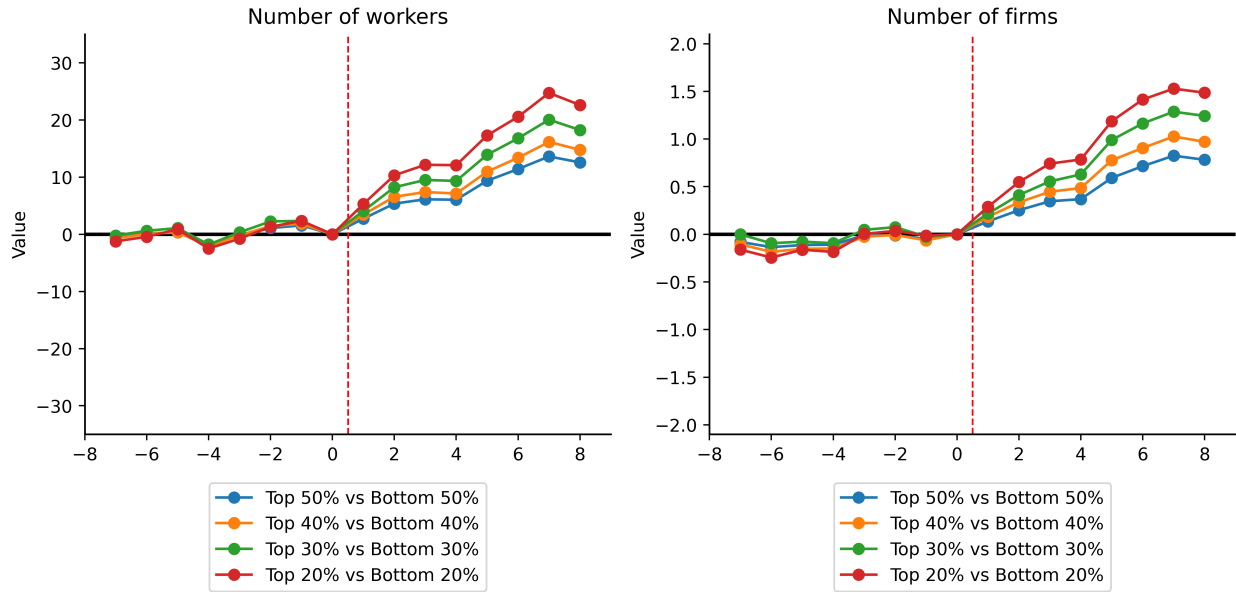 Number of workers
Value
30
20
10
0
−10
−20
−30
−8 −6 −4 −2 0 2 4 6 8
Top 50% vs Bottom 50%
Top 40% vs Bottom 40%
Top 30% vs Bottom 30%
Top 20% vs Bottom 20%
Number of firms
Value
2.0
1.5
1.0
0.5
0.0
−0.5
−1.0
−1.5
−2.0
−8 −6 −4 −2 0 2 4 6 8
Top 50% vs Bottom 50%
Top 40% vs Bottom 40%
Top 30% vs Bottom 30%
Top 20% vs Bottom 20%